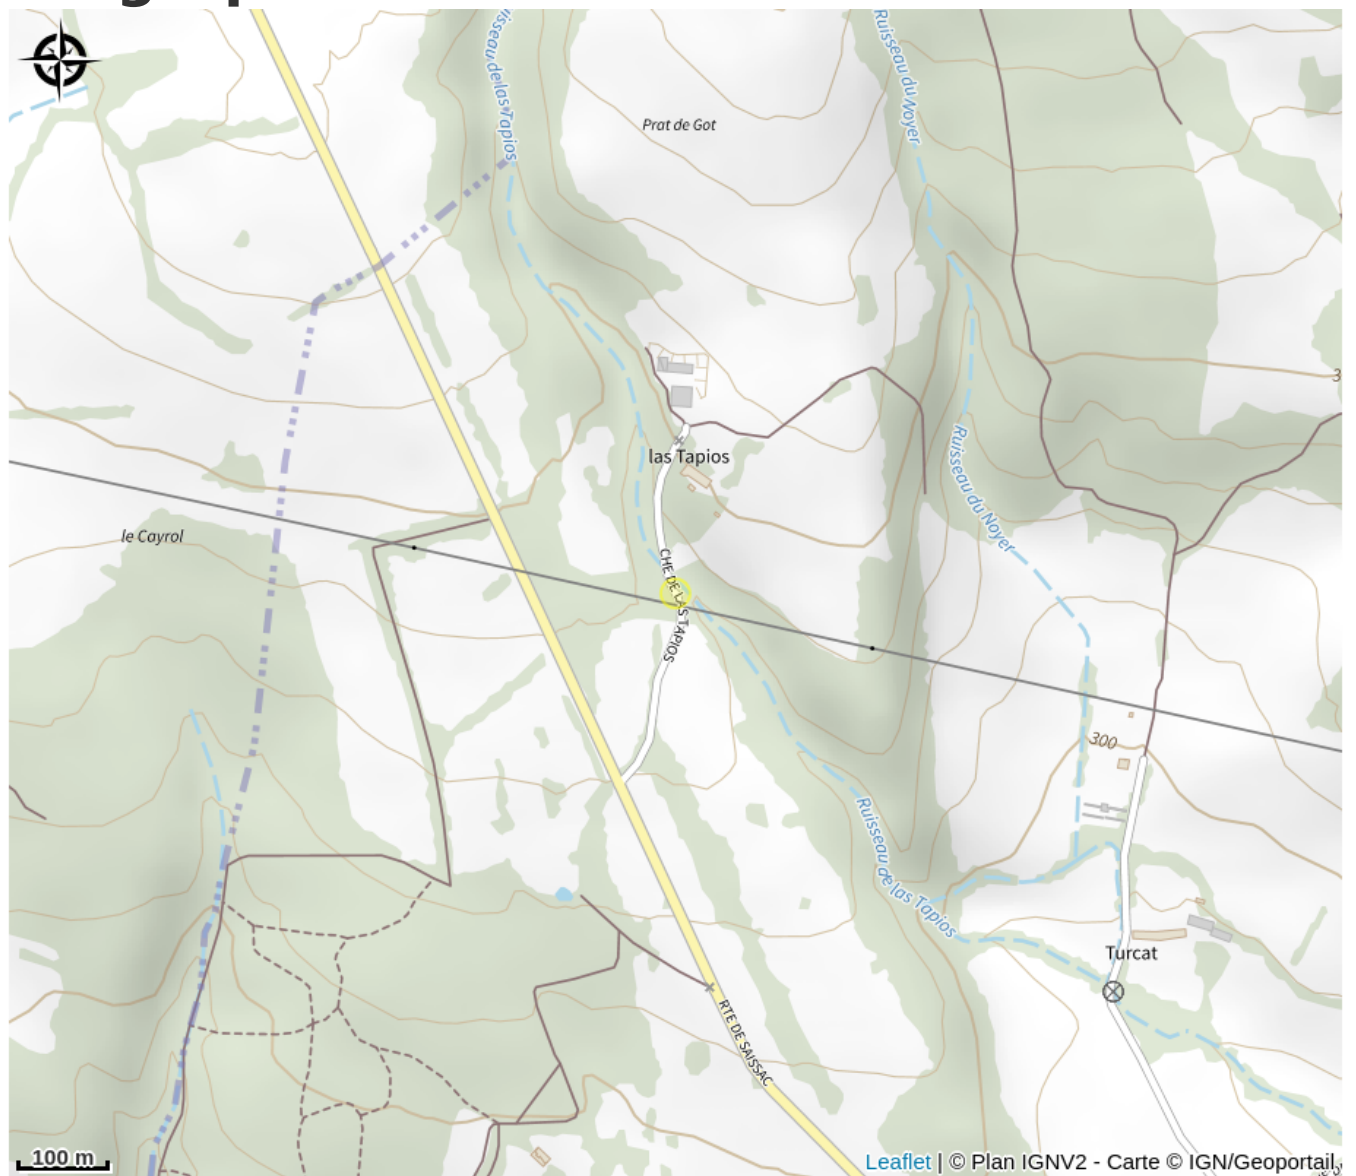 Ruisseau du Noyer
Prat de Got
las Tapios
Ruisseau du Noyer
le Cayrol
CHE DE LAS TAPIOS
300
Ruisseau de las Tapios
Turcat
RTE DE SAISSAC
100 m
Leaflet | © Plan IGNV2 - Carte © IGN/Geoportail